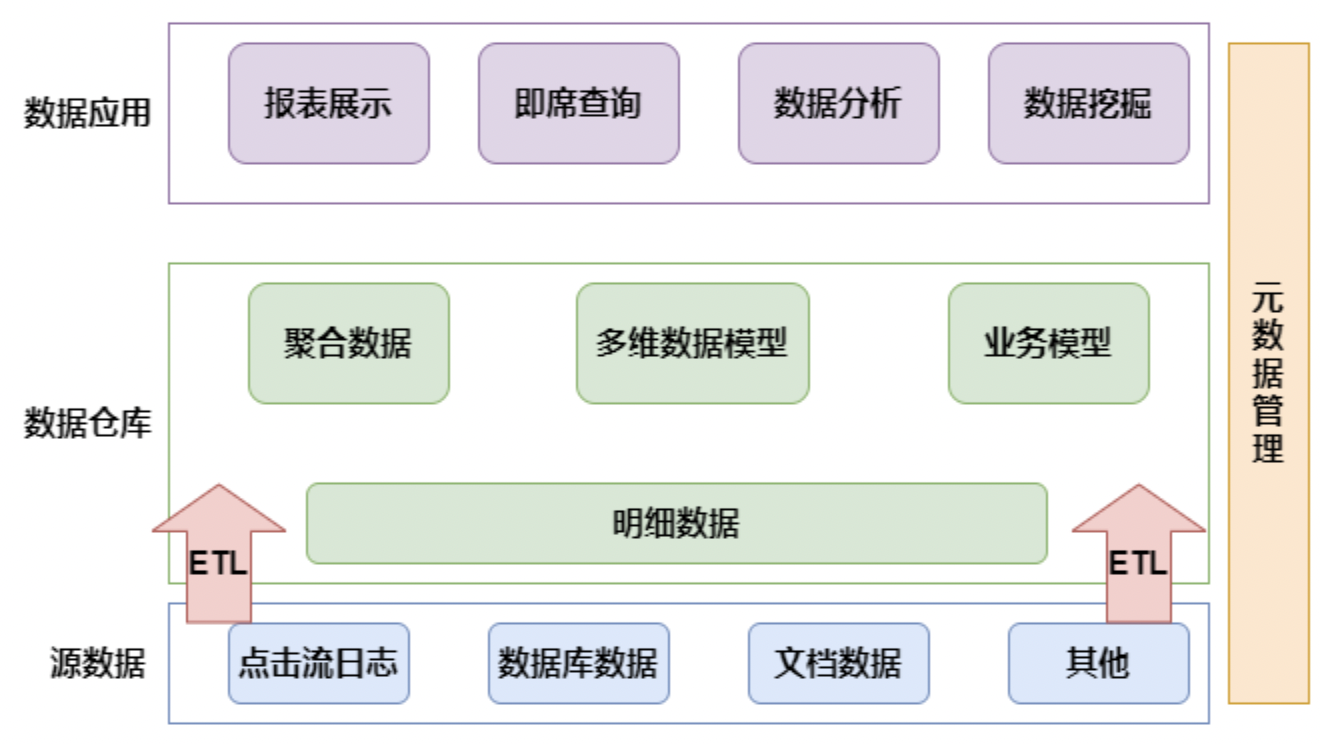 数据应用
报表展示
即席查询
数据分析
数据挖掘
数据仓库
聚合数据
多维数据模型
业务模型
明细数据
ETL
ETL
源数据
点击流日志
数据库数据
文档数据
其他
元
数
据
管
理